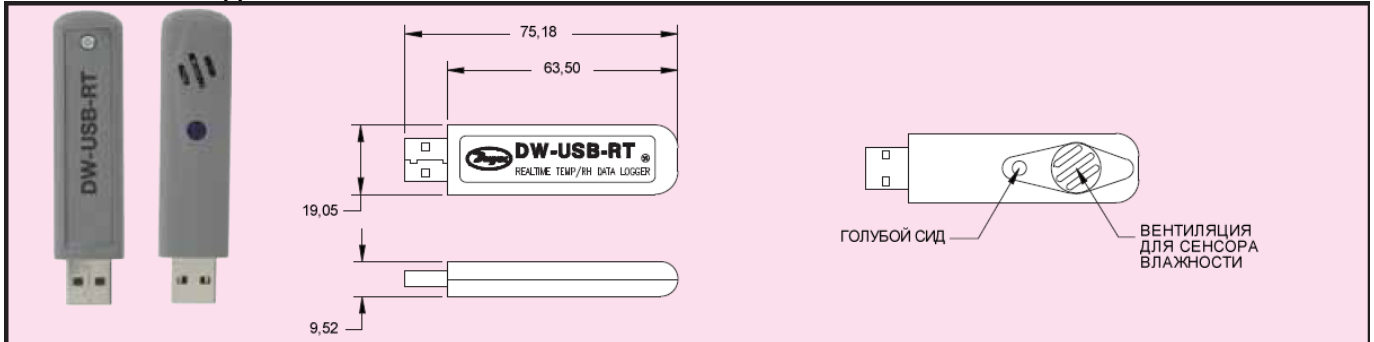 DW-USB-RT
75,18
63,50
19,05
Dwyer
DW-USB-RT ®
REALTIME TEMP/RH DATA LOGGER
9,52
ГОЛУБОЙ СИД
ВЕНТИЛЯЦИЯ
ДЛЯ СЕНСОРА
ВЛАЖНОСТИ